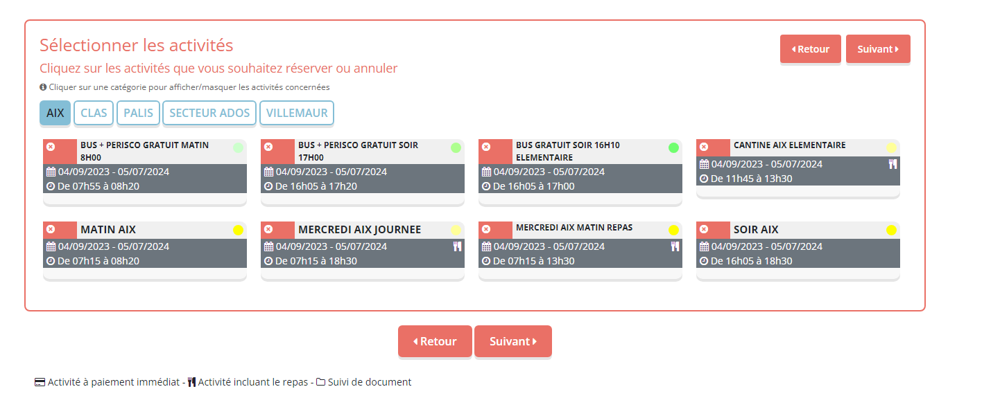 Sélectionner les activités
Retour
Suivant
Cliquez sur les activités que vous souhaitez réserver ou annuler
Cliquer sur une catégorie pour afficher/masquer les activités concernées
AIX
CLAS
PALIS
SECTEUR ADOS
VILLEMAUR
BUS + PERISCO GRATUIT MATIN
8H00
04/09/2023 - 05/07/2024
De 07h55 à 08h20
BUS + PERISCO GRATUIT SOIR
17H00
04/09/2023 - 05/07/2024
De 16h05 à 17h20
BUS GRATUIT SOIR 16H10
ELEMENTAIRE
04/09/2023 - 05/07/2024
De 16h05 à 17h00
CANTINE AIX ELEMENTAIRE
04/09/2023 - 05/07/2024
De 11h45 à 13h30
MATIN AIX
04/09/2023 - 05/07/2024
De 07h15 à 08h20
MERCREDI AIX JOURNEE
04/09/2023 - 05/07/2024
De 07h15 à 18h30
MERCREDI AIX MATIN REPAS
04/09/2023 - 05/07/2024
De 07h15 à 13h30
SOIR AIX
04/09/2023 - 05/07/2024
De 16h05 à 18h30
Retour
Suivant
Activité à paiement immédiat - Activité incluant le repas - Suivi de document